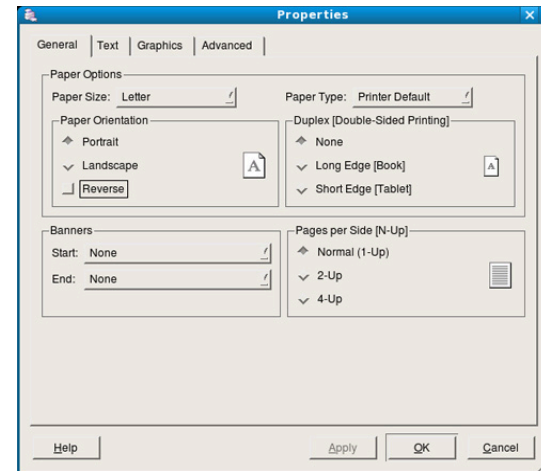 Properties
General Text Graphics Advanced
Paper Options
Paper Size: Letter Paper Type: Printer Default
Paper Orientation Duplex [Double-Sided Printing]
Portrait None
Landscape A Long Edge [Book] A
Reverse Short Edge [Tablet]
Banners Pages per Side [N-Up]
Start: None Normal (1-Up)
End: None 2-Up
4-Up
Help Apply OK Cancel